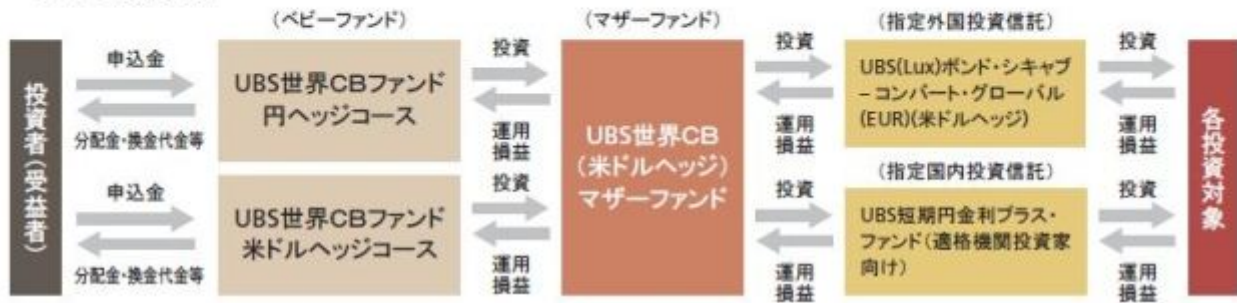 (ベビーファンド)
(マザーファンド)
(指定外国投資信託)
投資者(受益者)
申込金
分配金・換金代金等
UBS世界CBファンド
円ヘッジコース
投資
運用
損益
申込金
分配金・換金代金等
UBS世界CBファンド
米ドルヘッジコース
投資
運用
損益
UBS世界CB
(米ドルヘッジ)
マザーファンド
投資
運用
損益
UBS(Lux)ボンド・シキャブ
－コンバート・グローバル
(EUR)(米ドルヘッジ)
投資
運用
損益
(指定国内投資信託)
投資
運用
損益
UBS短期円金利プラス・
ファンド(適格機関投資家
向け)
投資
運用
損益
各投資対象